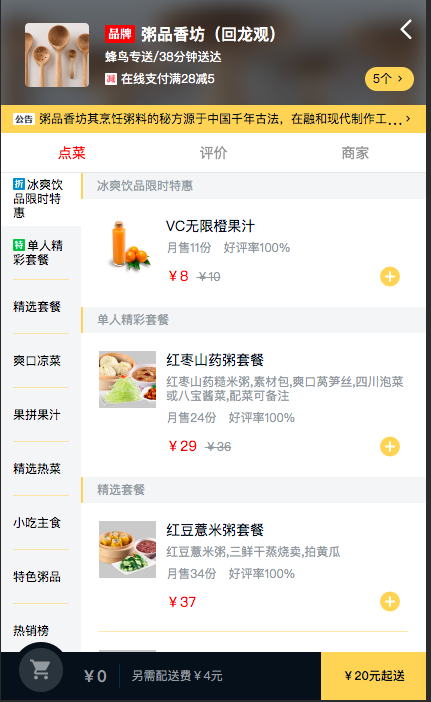 品牌 粥品香坊（回龙观）
蜂鸟专送/38分钟送达
减 在线支付满28减5
5个 >
公告 粥品香坊其烹饪粥料的秘方源于中国千年古法，在融和现代制作工... >
点菜 评价 商家
折 冰爽饮
品限时特
惠
特 单人精
彩套餐
精选套餐
爽口凉菜
果拼果汁
精选热菜
小吃主食
特色粥品
热销榜
冰爽饮品限时特惠
VC无限橙果汁
月售11份 好评率100%
￥8 ￥10
单人精彩套餐
红枣山药粥套餐
红枣山药糙米粥,素材包,爽口莴笋丝,四川泡菜
或八宝酱菜,配菜可备注
月售24份 好评率100%
￥29 ￥36
精选套餐
红豆薏米粥套餐
红豆薏米粥,三鲜干蒸烧卖,拍黄瓜
月售34份 好评率100%
￥37
￥0 另需配送费￥4元 ￥20元起送